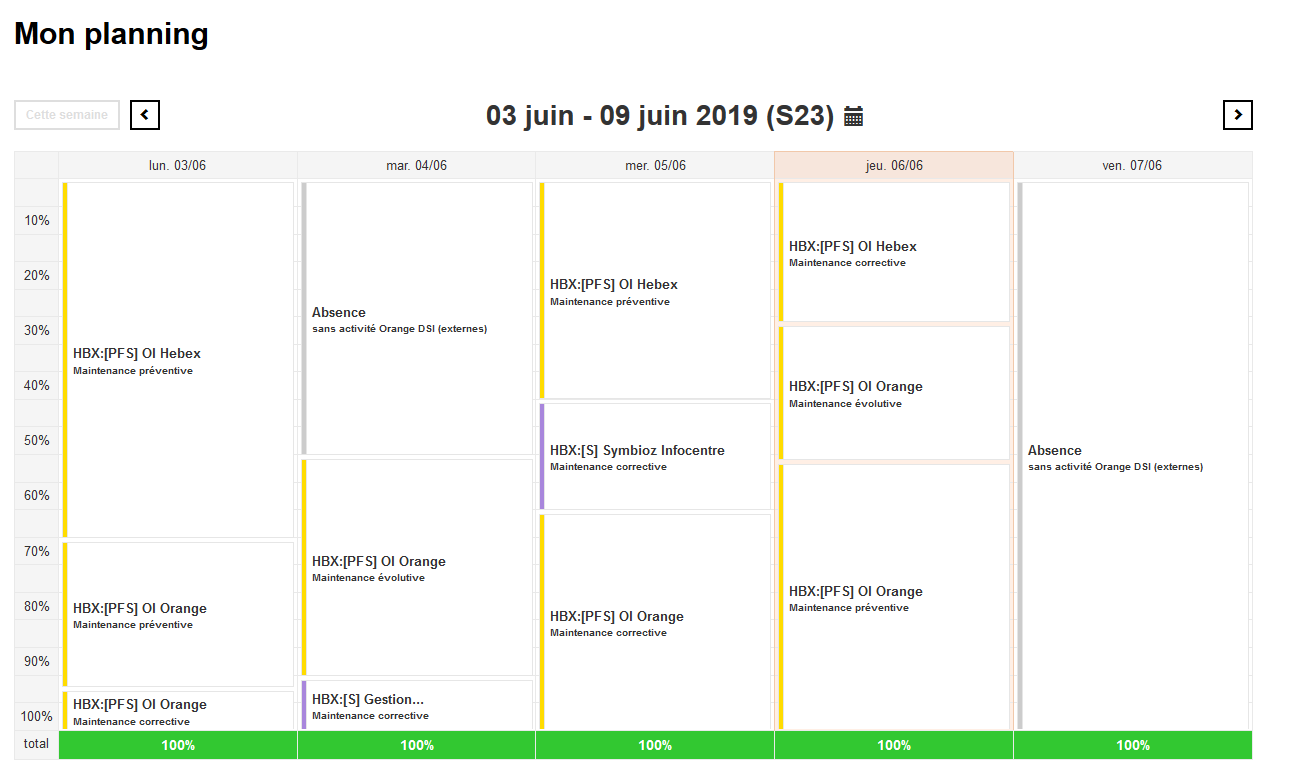 Mon planning
Cette semaine
03 juin - 09 juin 2019 (S23)
lun. 03/06
mar. 04/06
mer. 05/06
jeu. 06/06
ven. 07/06
10%
20%
30%
40%
50%
60%
70%
80%
90%
100%
total
HBX:[PFS] OI Hebex
Maintenance préventive
HBX:[PFS] OI Orange
Maintenance préventive
HBX:[PFS] OI Orange
Maintenance corrective
100%
Absence
sans activité Orange DSI (externes)
HBX:[PFS] OI Orange
Maintenance évolutive
HBX:[S] Gestion...
Maintenance corrective
100%
HBX:[PFS] OI Hebex
Maintenance préventive
HBX:[S] Symbioz Infocentre
Maintenance corrective
HBX:[PFS] OI Orange
Maintenance corrective
100%
HBX:[PFS] OI Hebex
Maintenance corrective
HBX:[PFS] OI Orange
Maintenance évolutive
HBX:[PFS] OI Orange
Maintenance préventive
100%
Absence
sans activité Orange DSI (externes)
100%